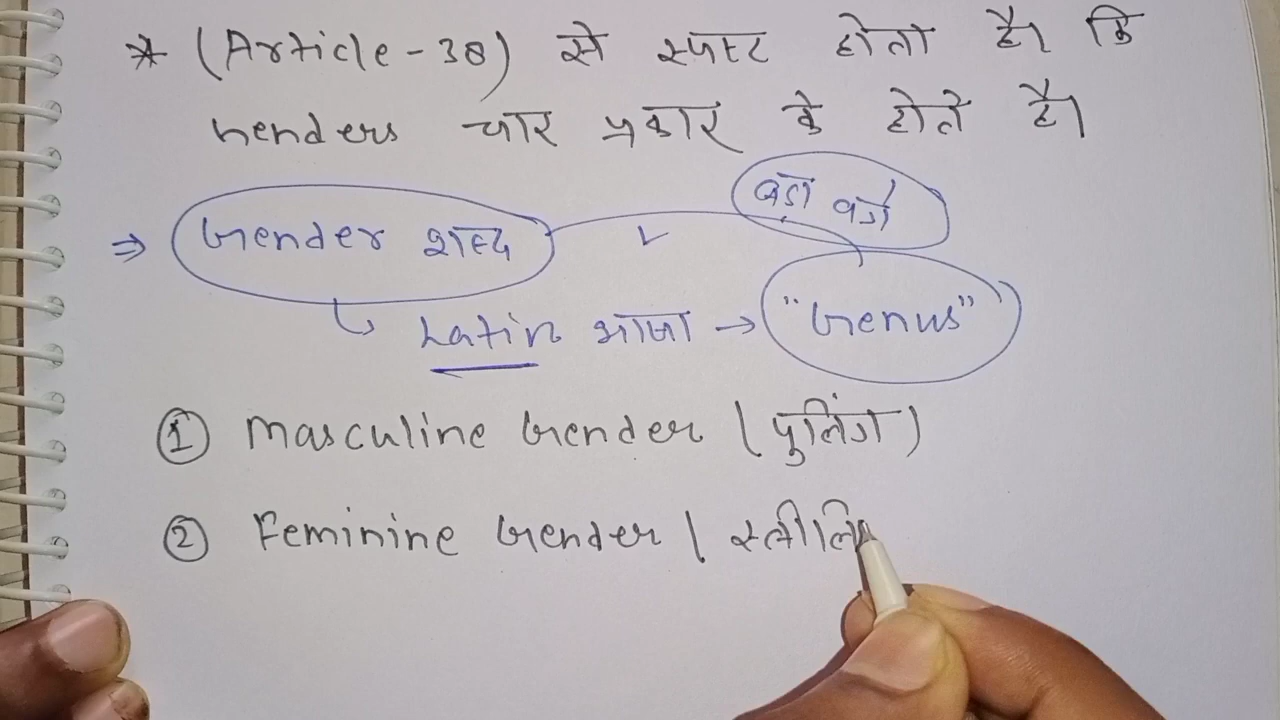 * (Article-38) से स्पष्ट होता है। कि
Genders चार प्रकार के होते है।
बड़ा वर्ग
⇒ Gender शब्द
Latin भाषा → "Genus"
① Masculine Gender (पुलिंग)
② Feminine Gender ( स्त्रीलिं